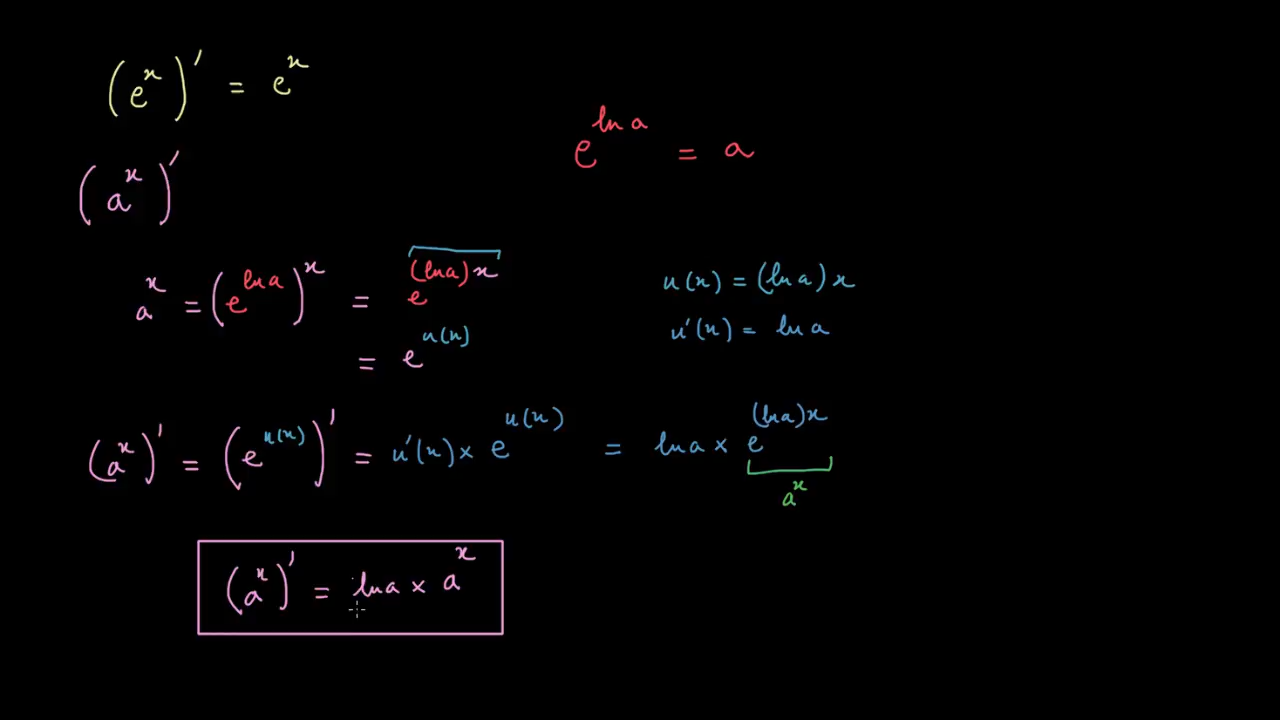 (e^x)' = e^x
e^{ln a} = a
(a^x)'
a^x = (e^{ln a})^x = e^{(ln a) x}
= e^{u(x)}
u(x) = (ln a) x
u'(x) = ln a
(a^x)' = (e^{u(x)})' = u'(x) × e^{u(x)} = ln a × e^{(ln a) x}
a^x
(a^x)' = ln a × a^x